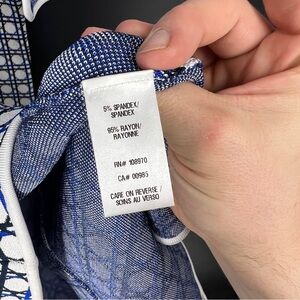 5% SPANDEX/
SPANDEX
95% RAYON/
RAYONNE
RN# 108970
CA# 00985
CARE ON REVERSE /
SOINS AU VERSO